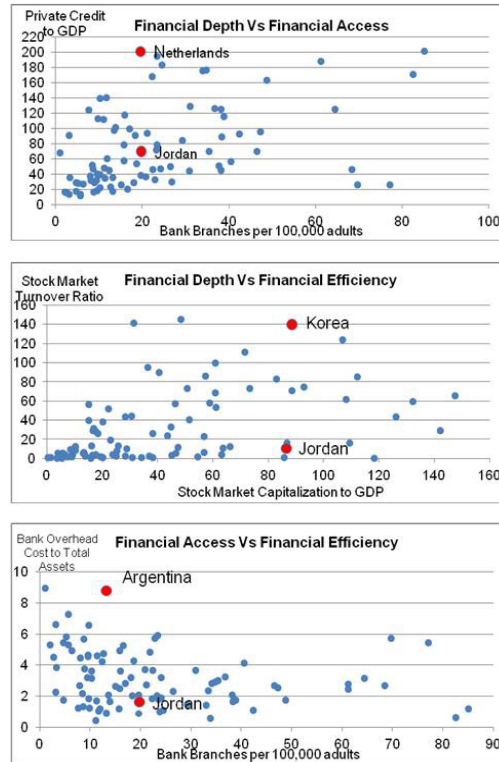 Private Credit
to GDP
Financial Depth Vs Financial Access
220
200
180
160
140
120
100
80
60
40
20
0
Netherlands
Jordan
0 20 40 60 80 100
Bank Branches per 100,000 adults
Stock Market
Turnover Ratio
Financial Depth Vs Financial Efficiency
160
140
120
100
80
60
40
20
0
Korea
Jordan
0 20 40 60 80 100 120 140 160
Stock Market Capitalization to GDP
Bank Overhead
Cost to Total
Assets
Financial Access Vs Financial Efficiency
10
8
6
4
2
0
Argentina
Jordan
0 10 20 30 40 50 60 70 80 90
Bank Branches per 100,000 adults